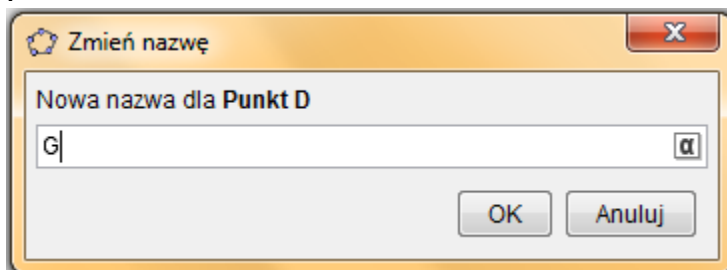 Zmień nazwę
Nowa nazwa dla Punkt D
G
α
OK Anuluj